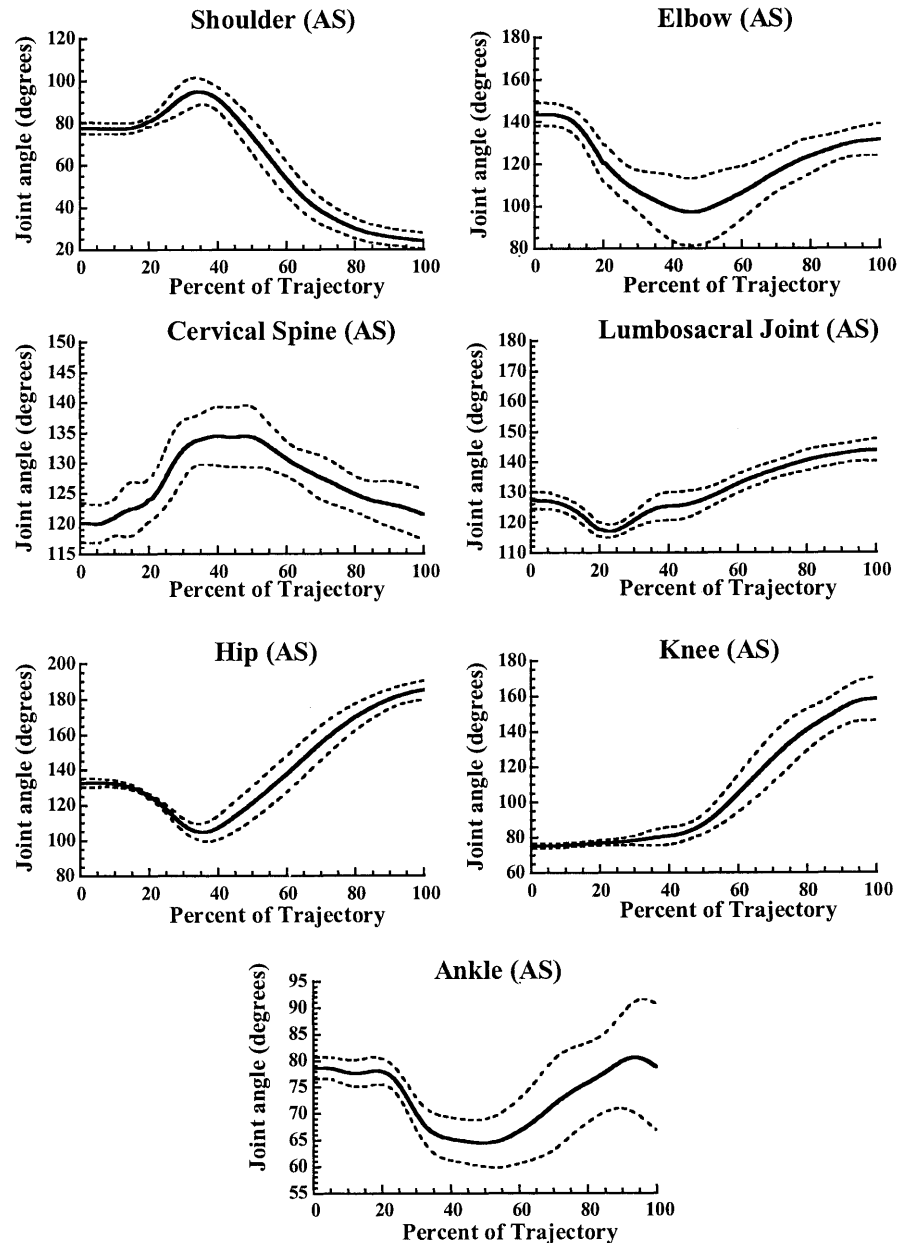 Shoulder (AS)
Joint angle (degrees)
120
100
80
60
40
20
0 20 40 60 80 100
Percent of Trajectory
Elbow (AS)
Joint angle (degrees)
180
160
140
120
100
80
0 20 40 60 80 100
Percent of Trajectory
Cervical Spine (AS)
Joint angle (degrees)
150
145
140
135
130
125
120
115
0 20 40 60 80 100
Percent of Trajectory
Lumbosacral Joint (AS)
Joint angle (degrees)
180
170
160
150
140
130
120
110
0 20 40 60 80 100
Percent of Trajectory
Hip (AS)
Joint angle (degrees)
200
180
160
140
120
100
80
0 20 40 60 80 100
Percent of Trajectory
Knee (AS)
Joint angle (degrees)
180
160
140
120
100
80
60
0 20 40 60 80 100
Percent of Trajectory
Ankle (AS)
Joint angle (degrees)
95
90
85
80
75
70
65
60
55
0 20 40 60 80 100
Percent of Trajectory